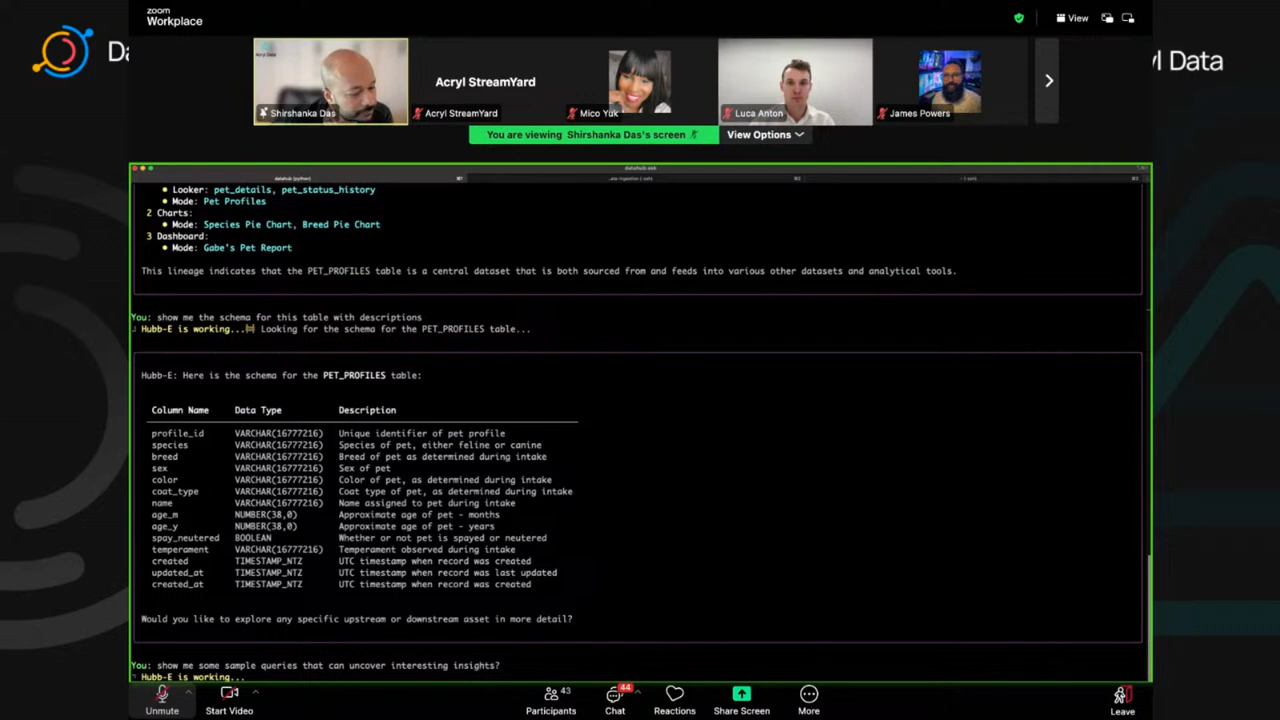 zoom
Workplace
View
Da
yl Data
Acryl Data
Acryl StreamYard
Shirshanka Das
Acryl StreamYard
Mico Yuk
Luca Anton
James Powers
You are viewing Shirshanka Das's screen
View Options
datahub (python)
Looker: pet_details, pet_status_history
Mode: Pet Profiles
2 Charts:
Mode: Species Pie Chart, Breed Pie Chart
3 Dashboard:
Mode: Gabe's Pet Report
This lineage indicates that the PET_PROFILES table is a central dataset that is both sourced from and feeds into various other datasets and analytical tools.
You: show me the schema for this table with descriptions
Hubb-E is working... Looking for the schema for the PET_PROFILES table...
Hubb-E: Here is the schema for the PET_PROFILES table:
Column Name Data Type Description
profile_id VARCHAR(16777216) Unique identifier of pet profile
species VARCHAR(16777216) Species of pet, either feline or canine
breed VARCHAR(16777216) Breed of pet as determined during intake
sex VARCHAR(16777216) Sex of pet
color VARCHAR(16777216) Color of pet, as determined during intake
coat_type VARCHAR(16777216) Coat type of pet, as determined during intake
name VARCHAR(16777216) Name assigned to pet during intake
age_m NUMBER(38,0) Approximate age of pet - months
age_y NUMBER(38,0) Approximate age of pet - years
spay_neutered BOOLEAN Whether or not pet is spayed or neutered
temperament VARCHAR(16777216) Temperament observed during intake
created TIMESTAMP_NTZ UTC timestamp when record was created
updated_at TIMESTAMP_NTZ UTC timestamp when record was last updated
created_at TIMESTAMP_NTZ UTC timestamp when record was created
Would you like to explore any specific upstream or downstream asset in more detail?
You: show me some sample queries that can uncover interesting insights?
Hubb-E is working...
43
44
Unmute
Start Video
Participants
Chat
Reactions
Share Screen
More
Leave